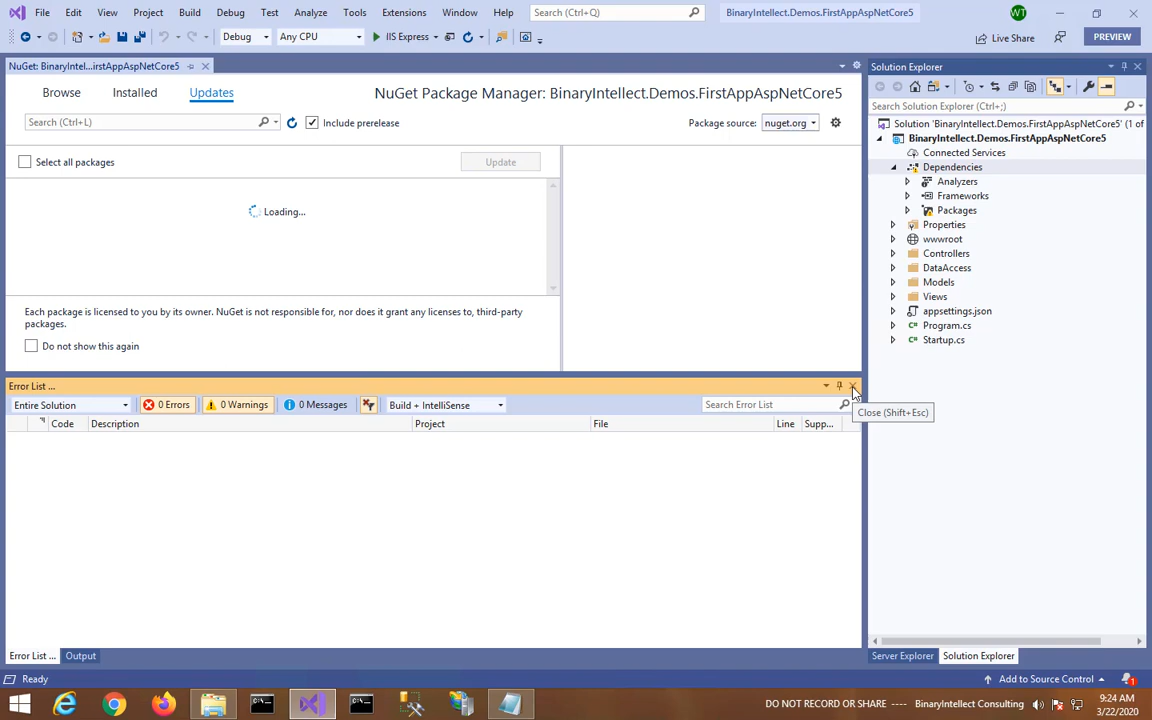 File Edit View Project Build Debug Test Analyze Tools Extensions Window Help Search (Ctrl+Q) BinaryIntellect.Demos.FirstAppAspNetCore5 WT
Debug Any CPU IIS Express Live Share PREVIEW
NuGet: BinaryIntell...irstAppAspNetCore5
Browse Installed Updates NuGet Package Manager: BinaryIntellect.Demos.FirstAppAspNetCore5
Search (Ctrl+L) Include prerelease Package source: nuget.org
Select all packages Update
Loading...
Each package is licensed to you by its owner. NuGet is not responsible for, nor does it grant any licenses to, third-party
packages.
Do not show this again
Error List ...
Entire Solution 0 Errors 0 Warnings 0 Messages Build + IntelliSense Search Error List
Close (Shift+Esc)
Code Description Project File Line Supp...
Error List ... Output
Solution Explorer
Search Solution Explorer (Ctrl+;)
Solution 'BinaryIntellect.Demos.FirstAppAspNetCore5' (1 of
BinaryIntellect.Demos.FirstAppAspNetCore5
Connected Services
Dependencies
Analyzers
Frameworks
Packages
Properties
wwwroot
Controllers
DataAccess
Models
Views
appsettings.json
Program.cs
Startup.cs
Server Explorer Solution Explorer
Ready Add to Source Control 1
DO NOT RECORD OR SHARE ---- BinaryIntellect Consulting 9:24 AM
3/22/2020